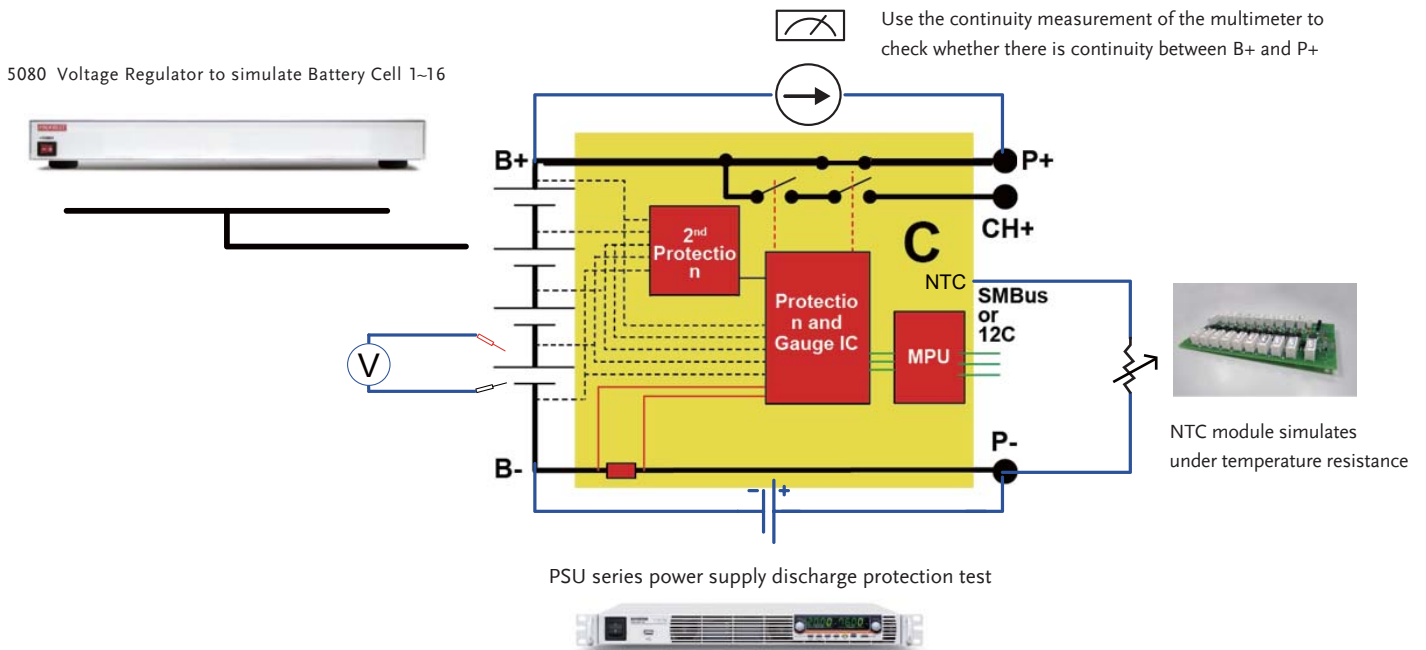 Use the continuity measurement of the multimeter to
check whether there is continuity between B+ and P+
5080 Voltage Regulator to simulate Battery Cell 1~16
B+
P+
CH+
2nd
Protectio
n
C
NTC
SMBus
or
12C
Protectio
n and
Gauge IC
MPU
V
NTC module simulates
under temperature resistance
P-
B-
-
+
PSU series power supply discharge protection test